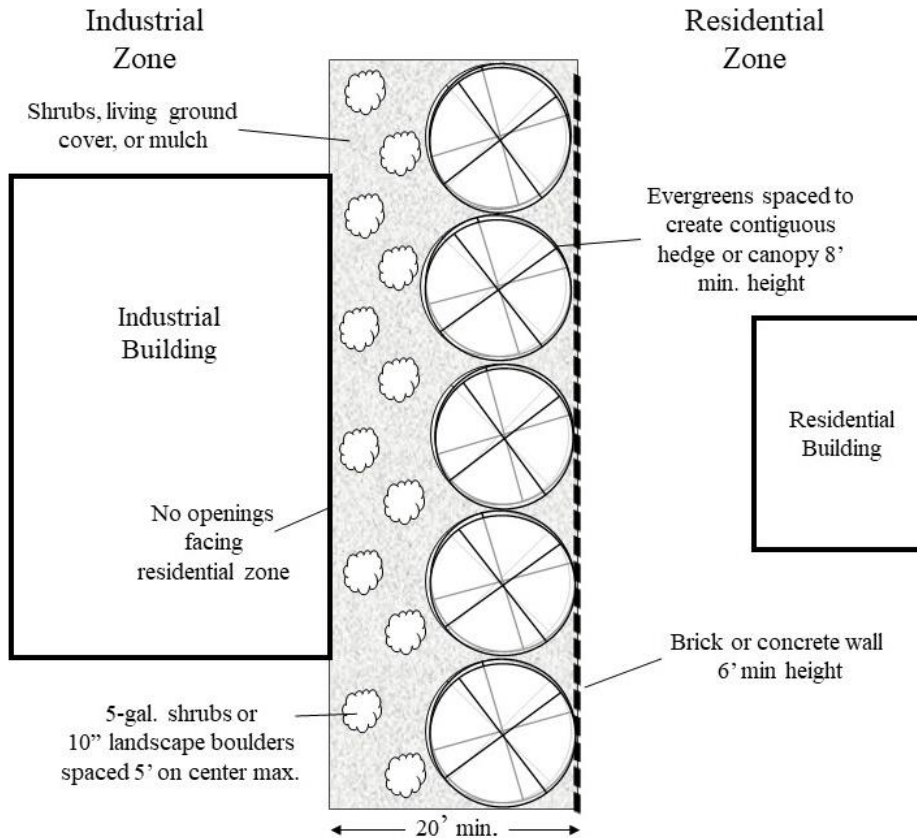 Industrial
Zone
Residential
Zone
Shrubs, living ground
cover, or mulch
Evergreens spaced to
create contiguous
hedge or canopy 8’
min. height
Industrial
Building
Residential
Building
No openings
facing
residential zone
Brick or concrete wall
6’ min height
5-gal. shrubs or
10” landscape boulders
spaced 5’ on center max.
20’ min.